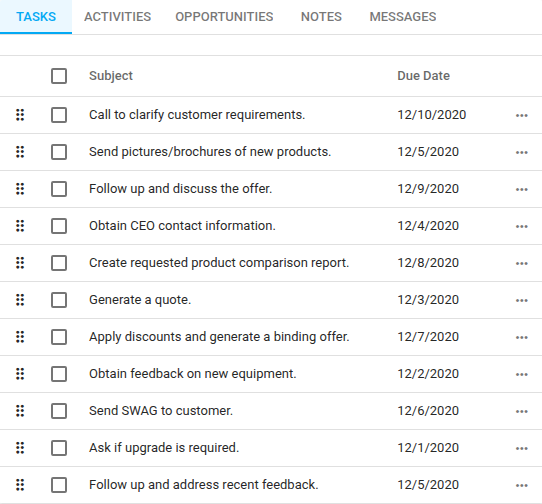 TASKS ACTIVITIES OPPORTUNITIES NOTES MESSAGES
Subject Due Date
Call to clarify customer requirements. 12/10/2020
Send pictures/brochures of new products. 12/5/2020
Follow up and discuss the offer. 12/9/2020
Obtain CEO contact information. 12/4/2020
Create requested product comparison report. 12/8/2020
Generate a quote. 12/3/2020
Apply discounts and generate a binding offer. 12/7/2020
Obtain feedback on new equipment. 12/2/2020
Send SWAG to customer. 12/6/2020
Ask if upgrade is required. 12/1/2020
Follow up and address recent feedback. 12/5/2020